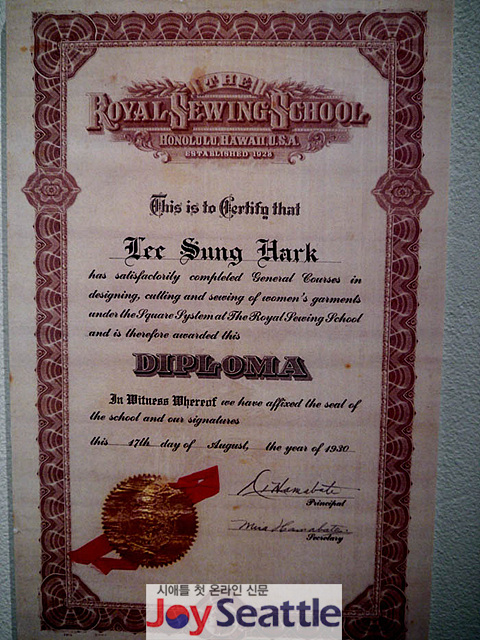 THE
ROYAL SEWING SCHOOL
HONOLULU, HAWAII, U.S.A.
ESTABLISHED 1928
This is to Certify that
Lee Sung Hark
has satisfactorily completed General Courses in
designing, cutting and sewing of women's garments
under the Square System at The Royal Sewing School
and is therefore awarded this
DIPLOMA
In Witness Whereof we have affixed the seal of
the school and our signatures
this 17th day of August, the year of 1930
Hamabata
Principal
Hamabata
Secretary
시애틀 첫 온라인 신문
JoySeattle